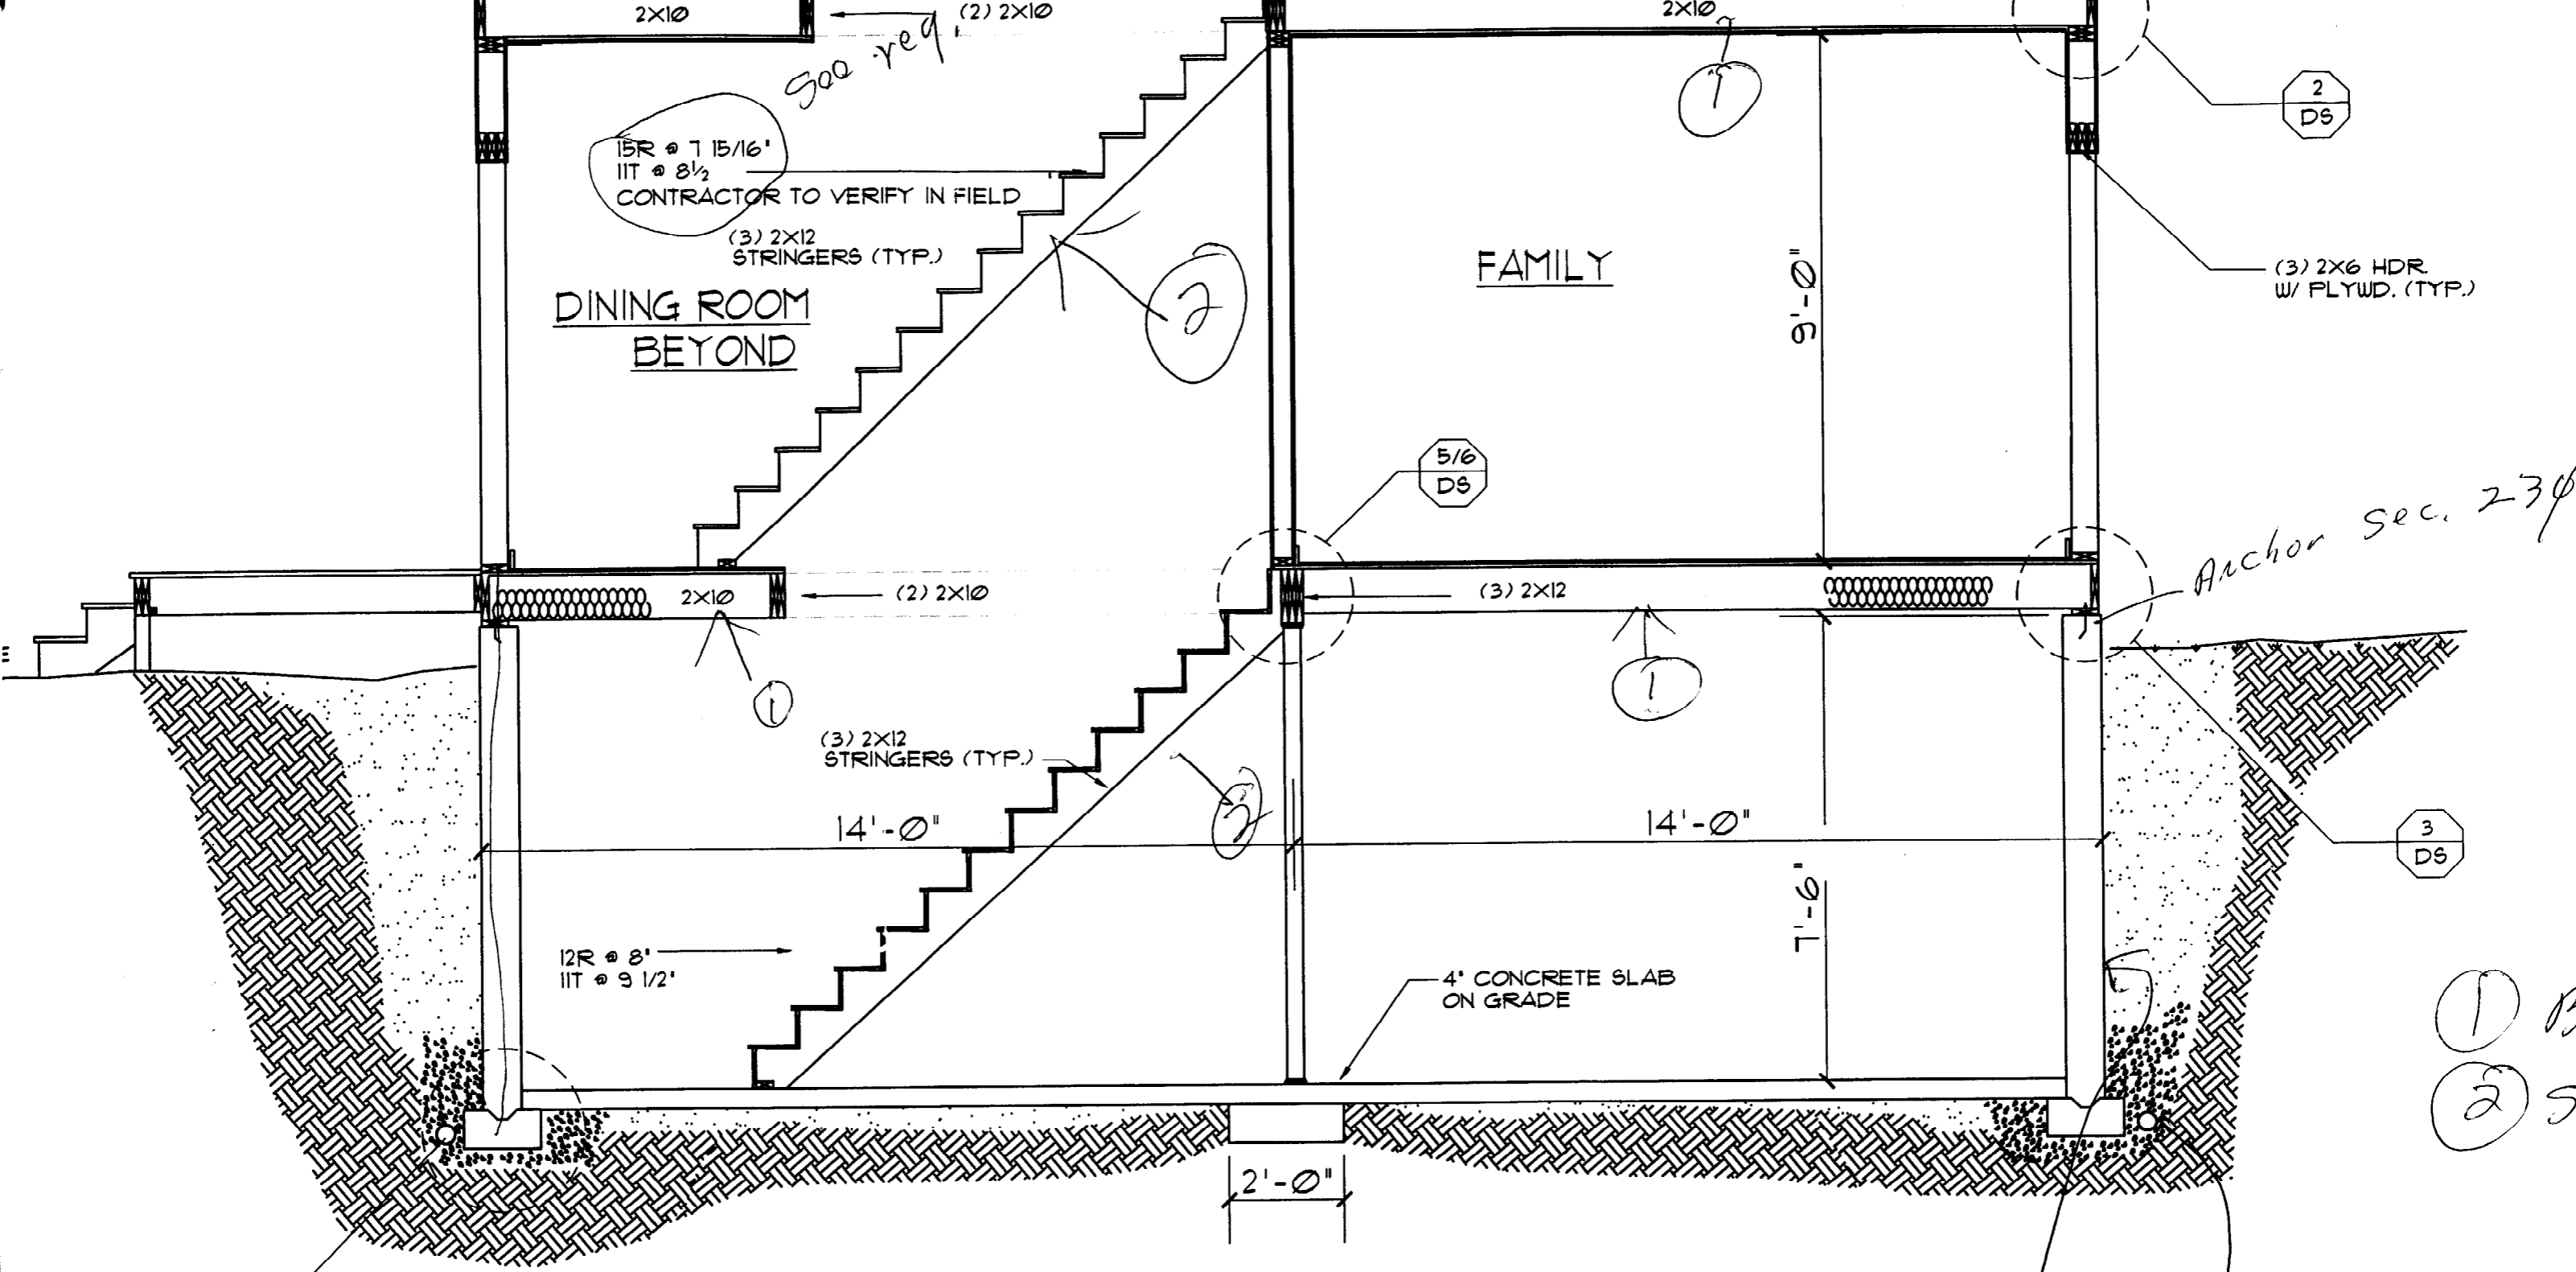 2X10
(2) 2X10
2X10
See req
1
2
DS
15R @ 7 15/16"
11T @ 8½
CONTRACTOR TO VERIFY IN FIELD
(3) 2X12
STRINGERS (TYP.)
2
FAMILY
9'-0"
(3) 2X6 HDR.
W/ PLYWD. (TYP.)
DINING ROOM
BEYOND
5/6
DS
Anchor Sec.
2X10
(2) 2X10
(3) 2X12
1
1
(3) 2X12
STRINGERS (TYP.)
2
14'-0"
14'-0"
3
DS
7'-6"
12R @ 8"
11T @ 9 1/2"
4" CONCRETE SLAB
ON GRADE
1
2
2'-0"